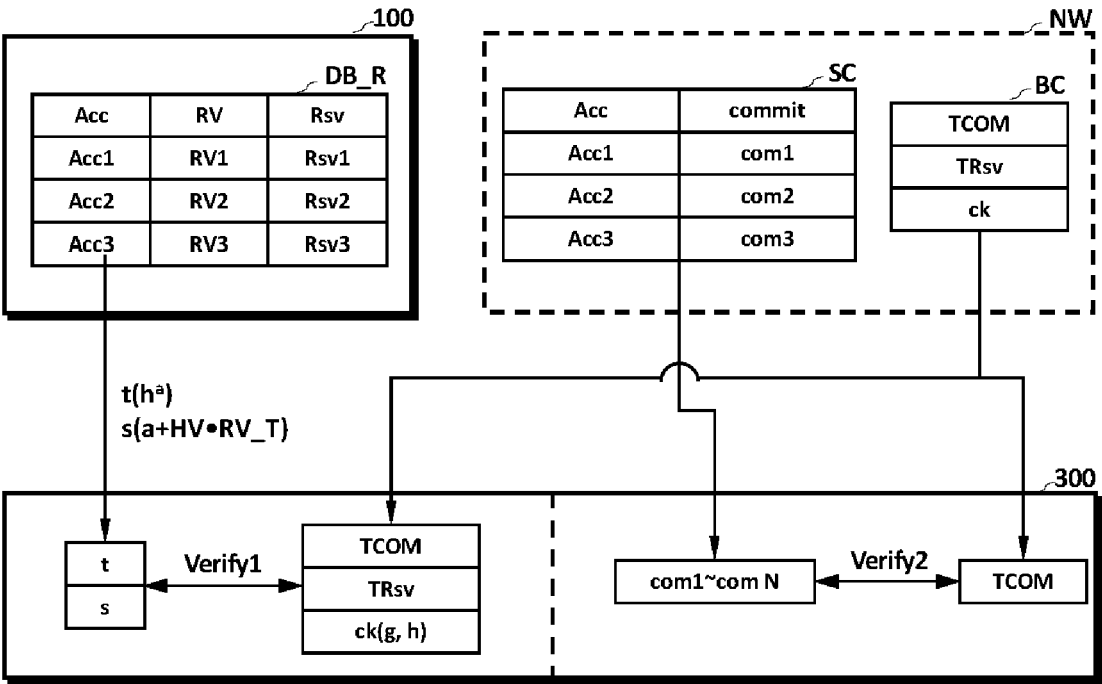 100
NW
DB_R
SC
BC
Acc RV Rsv
Acc1 RV1 Rsv1
Acc2 RV2 Rsv2
Acc3 RV3 Rsv3
Acc commit
Acc1 com1
Acc2 com2
Acc3 com3
TCOM
TRsv
ck
t(hᵃ)
s(a+HV•RV_T)
300
t
s
Verify1
TCOM
TRsv
ck(g, h)
com1~com N
Verify2
TCOM